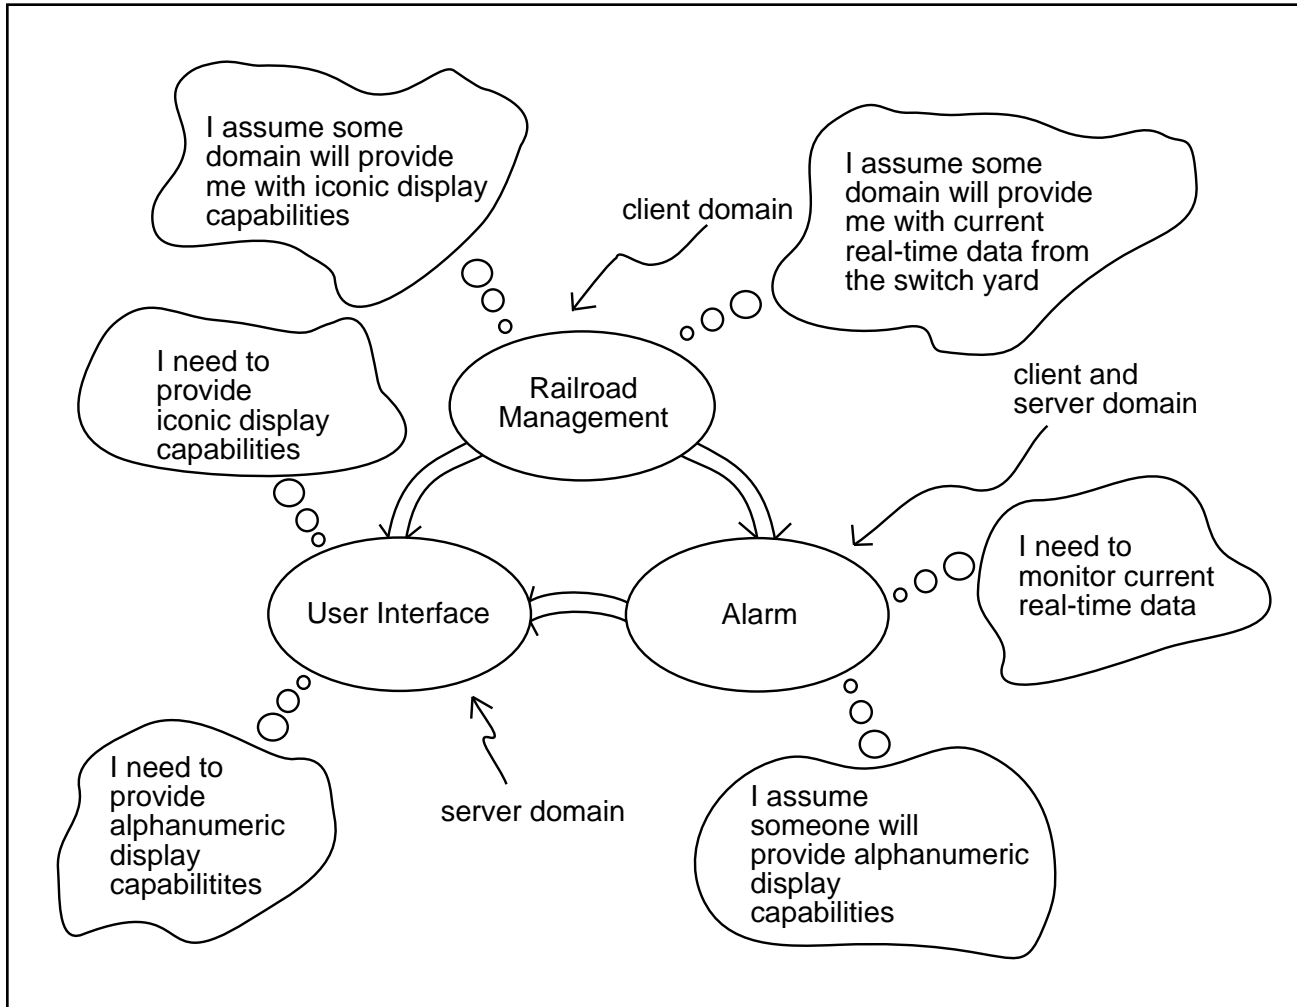 I assume some
domain will provide
me with iconic display
capabilities
client domain
I assume some
domain will provide
me with current
real-time data from
the switch yard
I need to
provide
iconic display
capabilities
Railroad
Management
client and
server domain
User Interface
Alarm
I need to
monitor current
real-time data
I need to
provide
alphanumeric
display
capabilitites
server domain
I assume
someone will
provide alphanumeric
display
capabilities